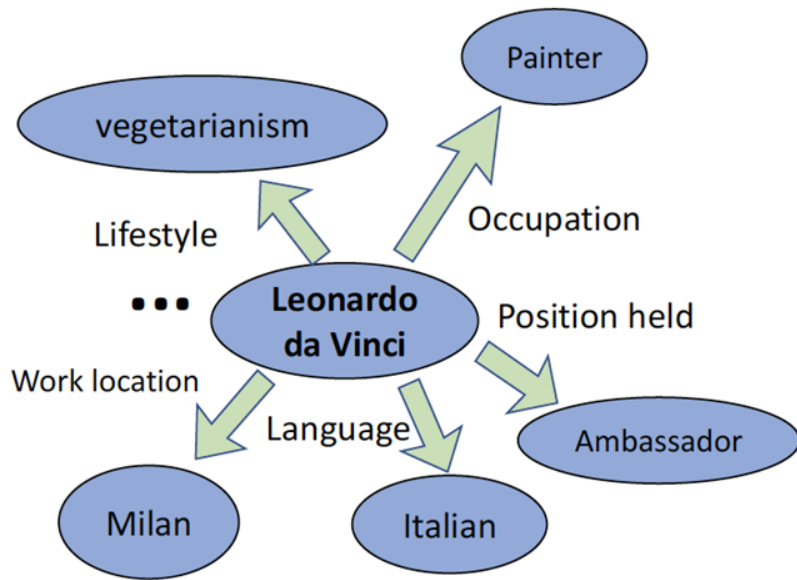 Painter
vegetarianism
Occupation
Lifestyle
...
Leonardo
da Vinci
Position held
Work location
Language
Ambassador
Milan
Italian